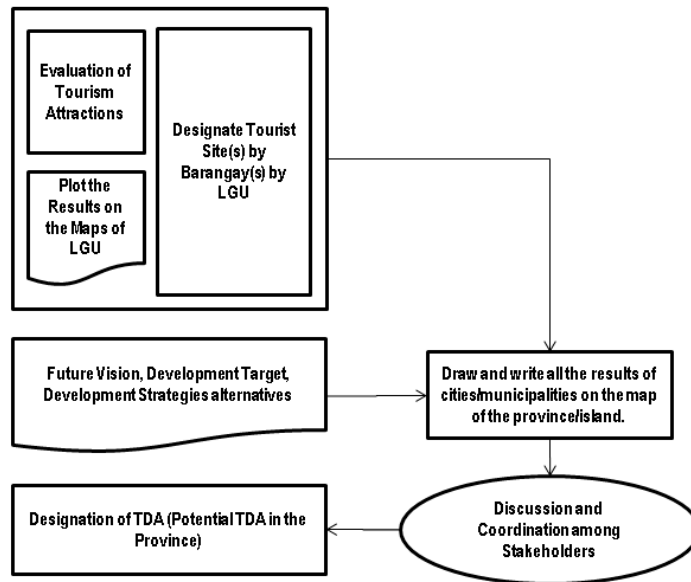 Evaluation of
Tourism
Attractions
Plot the
Results on
the Maps of
LGU
Designate Tourist
Site(s) by
Barangay(s) by
LGU
Future Vision, Development Target,
Development Strategies alternatives
Draw and write all the results of
cities/municipalities on the map
of the province/island.
Designation of TDA (Potential TDA in the
Province)
Discussion and
Coordination among
Stakeholders